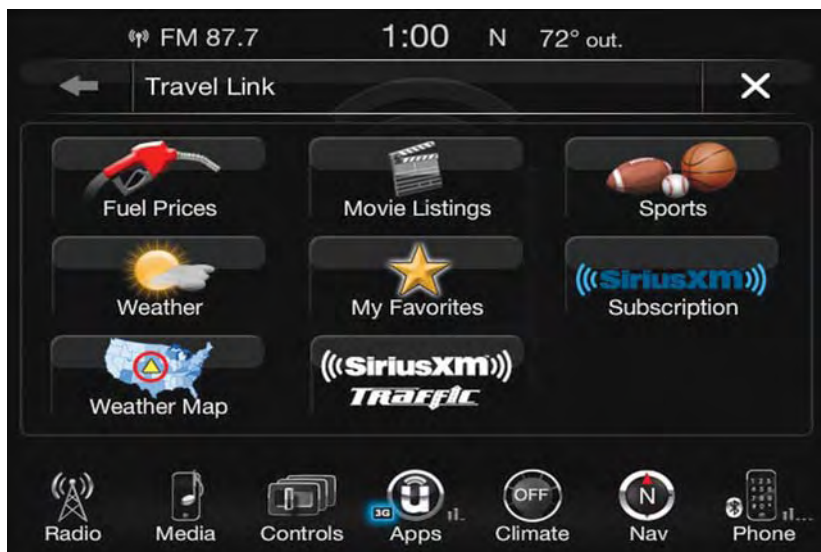 FM 87.7 1:00 N 72° out.
Travel Link
Fuel Prices Movie Listings Sports
((SiriusXM))
Weather My Favorites Subscription
((SiriusXM))
TRAFFIC
Weather Map
3G OFF N
Radio Media Controls Apps Climate Nav Phone